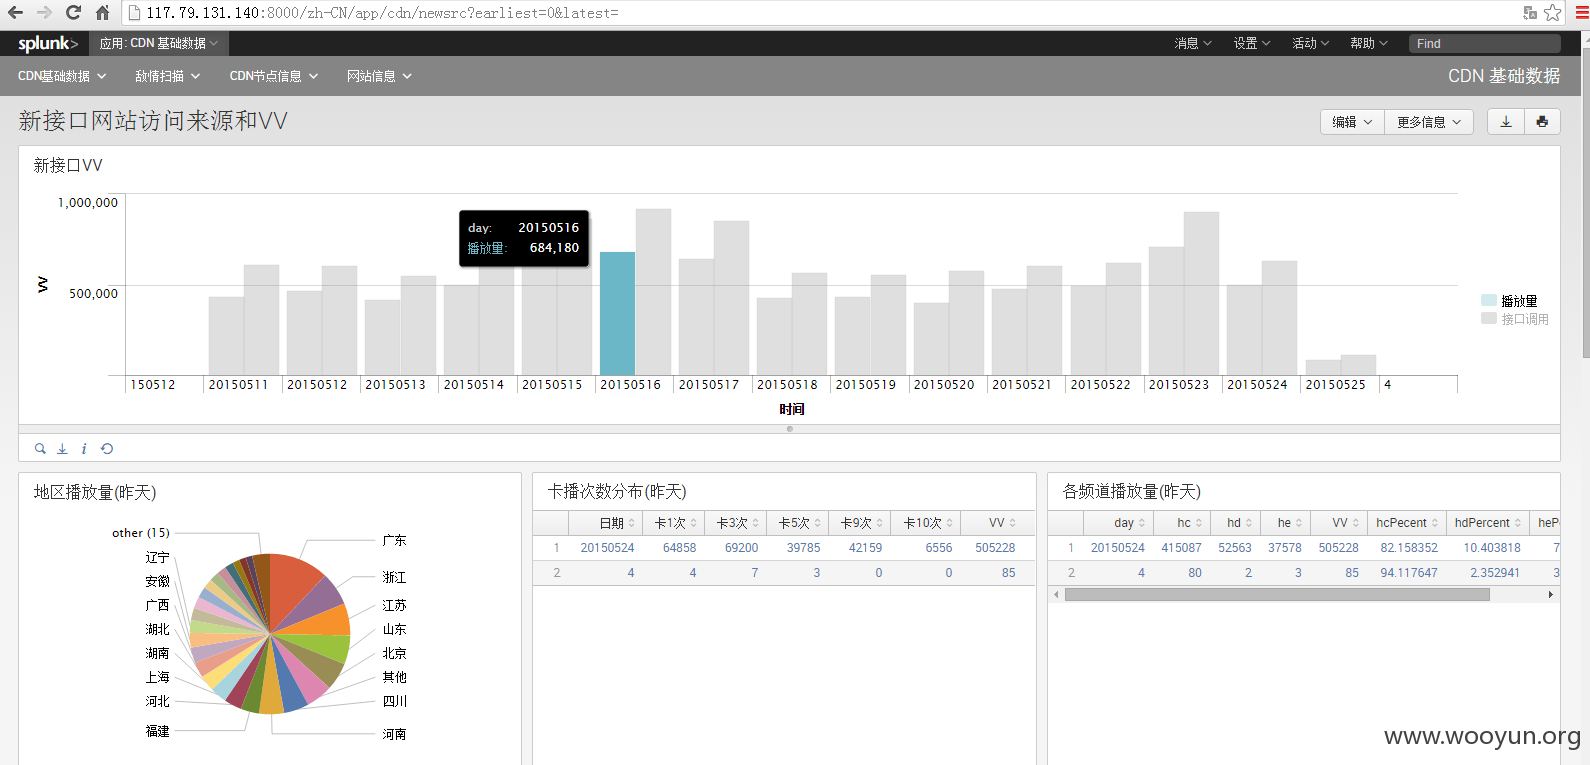 117.79.131.140:8000/zh-CN/app/cdn/newsrc?earliest=0&latest=
splunk> 应用: CDN 基础数据 消息 设置 活动 帮助 Find
CDN基础数据 敌情扫描 CDN节点信息 网站信息 CDN 基础数据
新接口网站访问来源和VV 编辑 更多信息
新接口VV
1,000,000
day: 20150516
播放量: 684,180
VV
500,000
播放量
接口调用
150512 20150511 20150512 20150513 20150514 20150515 20150516 20150517 20150518 20150519 20150520 20150521 20150522 20150523 20150524 20150525 4
时间
地区播放量(昨天)
other (15)
辽宁
安徽
广西
湖北
湖南
上海
河北
福建
广东
浙江
江苏
山东
北京
其他
四川
河南
卡播次数分布(昨天)
日期 卡1次 卡3次 卡5次 卡9次 卡10次 VV
1 20150524 64858 69200 39785 42159 6556 505228
2 4 4 7 3 0 0 85
各频道播放量(昨天)
day hc hd he VV hcPecent hdPercent heP
1 20150524 415087 52563 37578 505228 82.158352 10.403818 7
2 4 80 2 3 85 94.117647 2.352941 3
www.wooyun.org